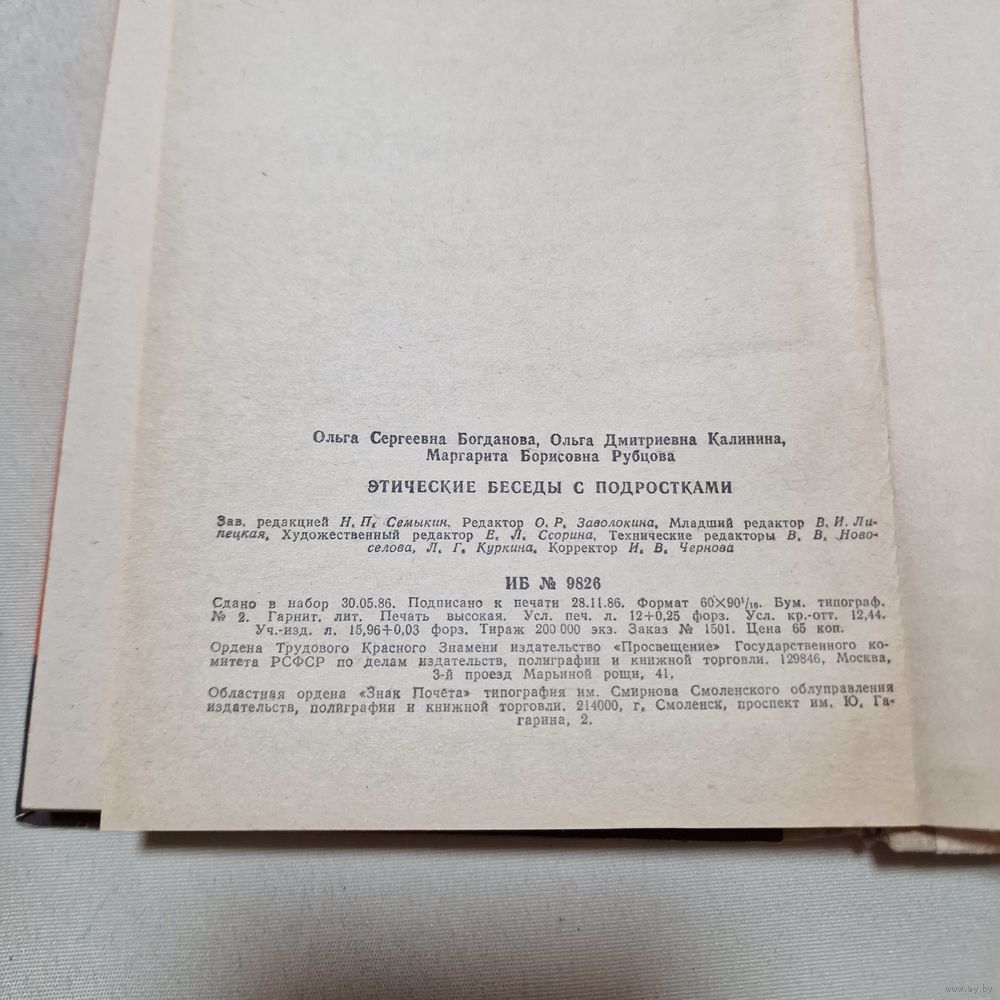 Ольга Сергеевна Богданова, Ольга Дмитриевна Калинина,
Маргарита Борисовна Рубцова
ЭТИЧЕСКИЕ БЕСЕДЫ С ПОДРОСТКАМИ
Зав. редакцией Н. П. Семыкин. Редактор О. Р. Заволокина. Младший редактор В. И. Ли-
пецкая. Художественный редактор Е. Л. Ссорина. Технические редакторы В. В. Ново-
селова, Л. Г. Куркина. Корректор И. В. Чернова
ИБ № 9826
Сдано в набор 30.05.86. Подписано к печати 28.11.86. Формат 60×90¹/₁₆. Бум. типограф.
№ 2. Гарнит. лит. Печать высокая. Усл. печ. л. 12+0,25 форз. Усл. кр.-отт. 12,44.
Уч.-изд. л. 15,96+0,03 форз. Тираж 200 000 экз. Заказ № 1501. Цена 65 коп.
Ордена Трудового Красного Знамени издательство «Просвещение» Государственного ко-
митета РСФСР по делам издательств, полиграфии и книжной торговли. 129846, Москва,
3-й проезд Марьиной рощи, 41.
Областная ордена «Знак Почёта» типография им. Смирнова Смоленского облуправления
издательств, полиграфии и книжной торговли. 214000, г. Смоленск, проспект им. Ю. Га-
гарина, 2.
www.ay.by